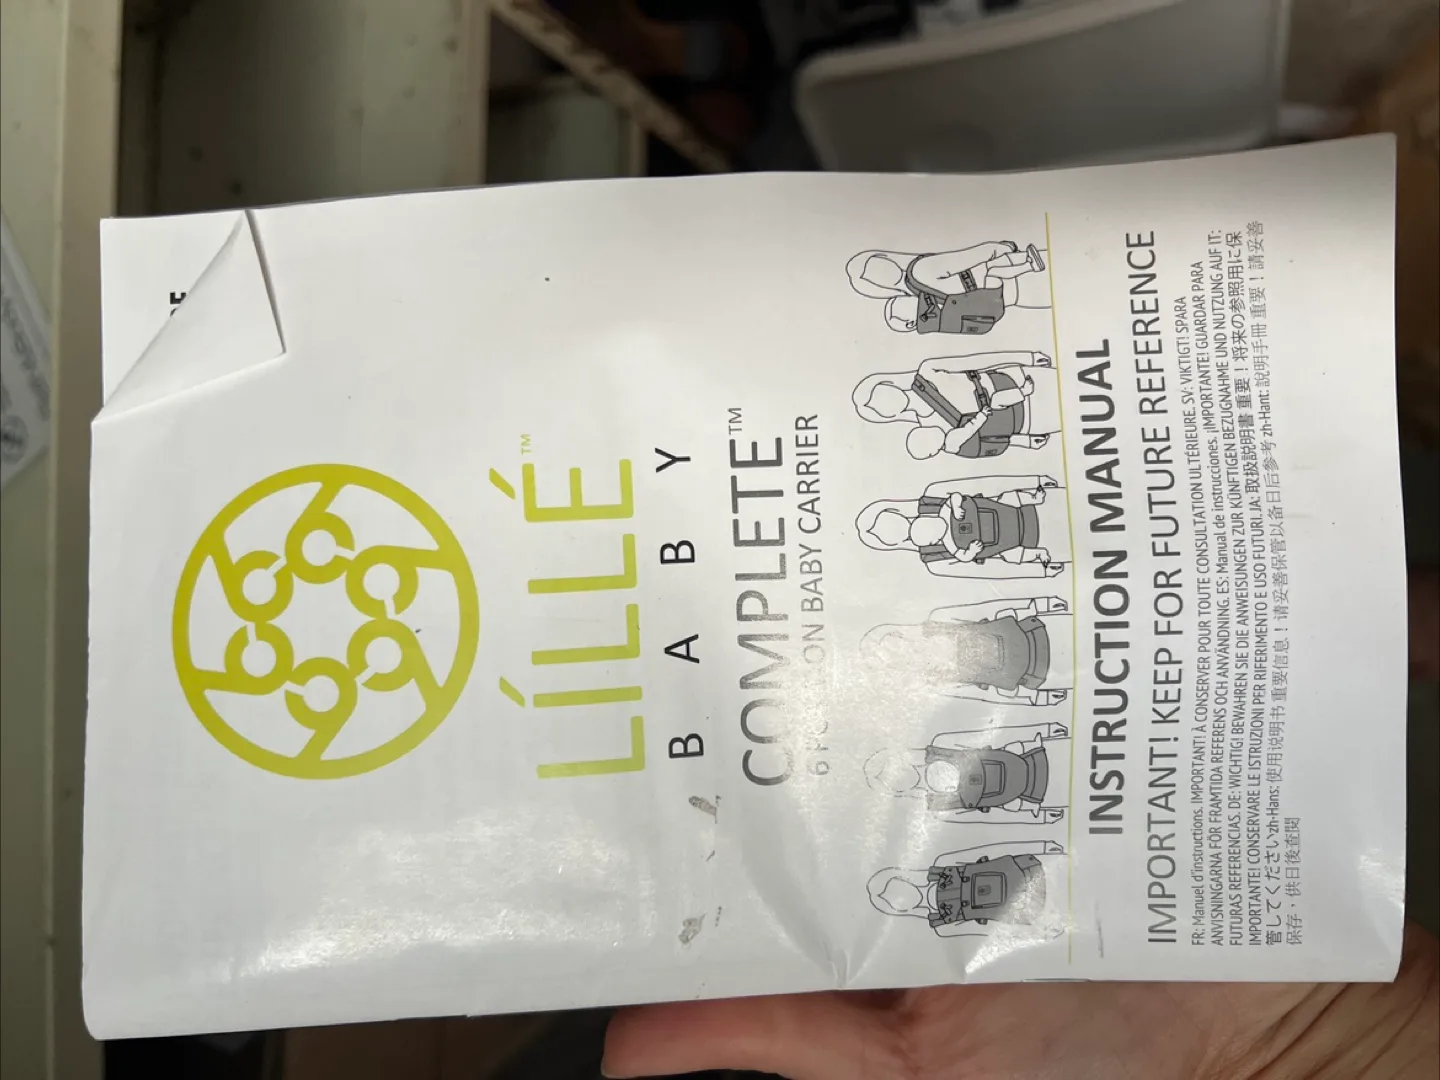 LÍLLÉ™
BABY
COMPLETE™
6 POSITION BABY CARRIER
INSTRUCTION MANUAL
IMPORTANT! KEEP FOR FUTURE REFERENCE
FR: Manuel d'instructions. IMPORTANT! À CONSERVER POUR TOUTE CONSULTATION ULTÉRIEURE. SV: VIKTIGT! SPARA
ANVISNINGARNA FÖR FRAMTIDA REFERENS OCH ANVÄNDNING. ES: Manual de instrucciones. ¡IMPORTANTE! GUARDAR PARA
FUTURAS REFERENCIAS. DE: WICHTIG! BEWAHREN SIE DIE ANWEISUNGEN ZUR KÜNFTIGEN BEZUGNAHME UND NUTZUNG AUF IT:
IMPORTANTE! CONSERVARE LE ISTRUZIONI PER RIFERIMENTO E USO FUTURI. JA: 取扱説明書 重要！将来の参照用に保
管してください zh-Hans: 使用说明书 重要信息！ 请妥善保管以备日后参考 zh-Hant: 說明手冊 重要！請妥善
保存，供日後查閱